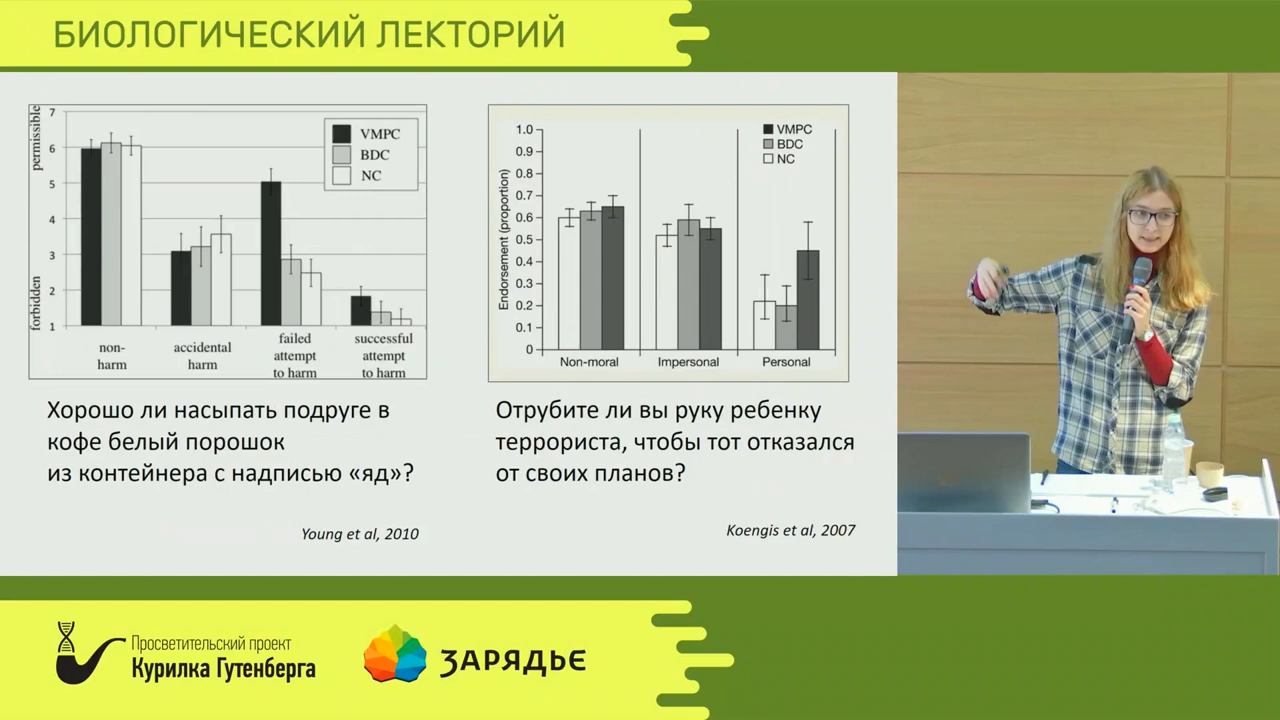 БИОЛОГИЧЕСКИЙ ЛЕКТОРИЙ
permissible
forbidden
7
6
5
4
3
2
1
VMPC
BDC
NC
non-
harm
accidental
harm
failed
attempt
to harm
successful
attempt
to harm
Endorsement (proportion)
1.0
0.9
0.8
0.7
0.6
0.5
0.4
0.3
0.2
0.1
0
VMPC
BDC
NC
Non-moral
Impersonal
Personal
Хорошо ли насыпать подруге в
кофе белый порошок
из контейнера с надписью «яд»?
Young et al, 2010
Отрубите ли вы руку ребенку
террориста, чтобы тот отказался
от своих планов?
Koengis et al, 2007
Просветительский проект
Курилка Гутенберга
ЗАРЯДЬЕ